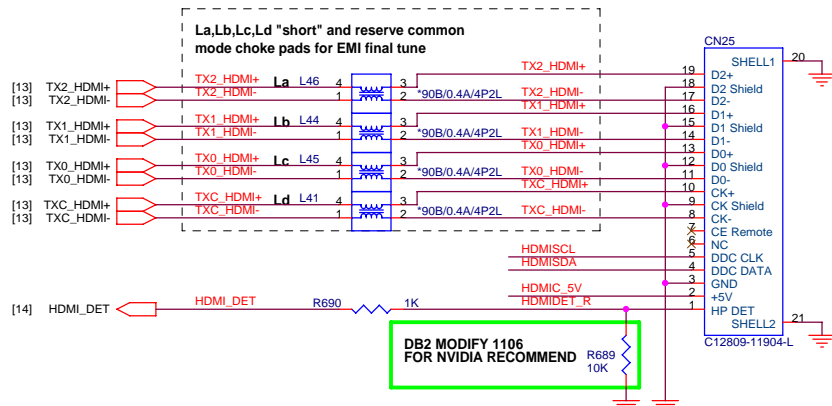 La,Lb,Lc,Ld "short" and reserve common
mode choke pads for EMI final tune
CN25
SHELL1 20
TX2_HDMI+ 19 D2+
[13] TX2_HDMI+ TX2_HDMI+ La L46 4 3 18 D2 Shield
[13] TX2_HDMI- TX2_HDMI- 1 2 *90B/0.4A/4P2L TX2_HDMI- 17 D2-
TX1_HDMI+ 16 D1+
[13] TX1_HDMI+ TX1_HDMI+ Lb L44 4 3 15 D1 Shield
[13] TX1_HDMI- TX1_HDMI- 1 2 *90B/0.4A/4P2L TX1_HDMI- 14 D1-
TX0_HDMI+ 13 D0+
[13] TX0_HDMI+ TX0_HDMI+ Lc L45 4 3 12 D0 Shield
[13] TX0_HDMI- TX0_HDMI- 1 2 *90B/0.4A/4P2L TX0_HDMI- 11 D0-
TXC_HDMI+ 10 CK+
[13] TXC_HDMI+ TXC_HDMI+ Ld L41 4 3 9 CK Shield
[13] TXC_HDMI- TXC_HDMI- 1 2 *90B/0.4A/4P2L TXC_HDMI- 8 CK-
7 CE Remote
6 NC
HDMISCL 5 DDC CLK
HDMISDA 4 DDC DATA
3 GND
HDMIC_5V 2 +5V
[14] HDMI_DET HDMI_DET R690 1K HDMIDET_R 1 HP DET
SHELL2 21
C12809-11904-L
DB2 MODIFY 1106
FOR NVIDIA RECOMMEND
R689
10K